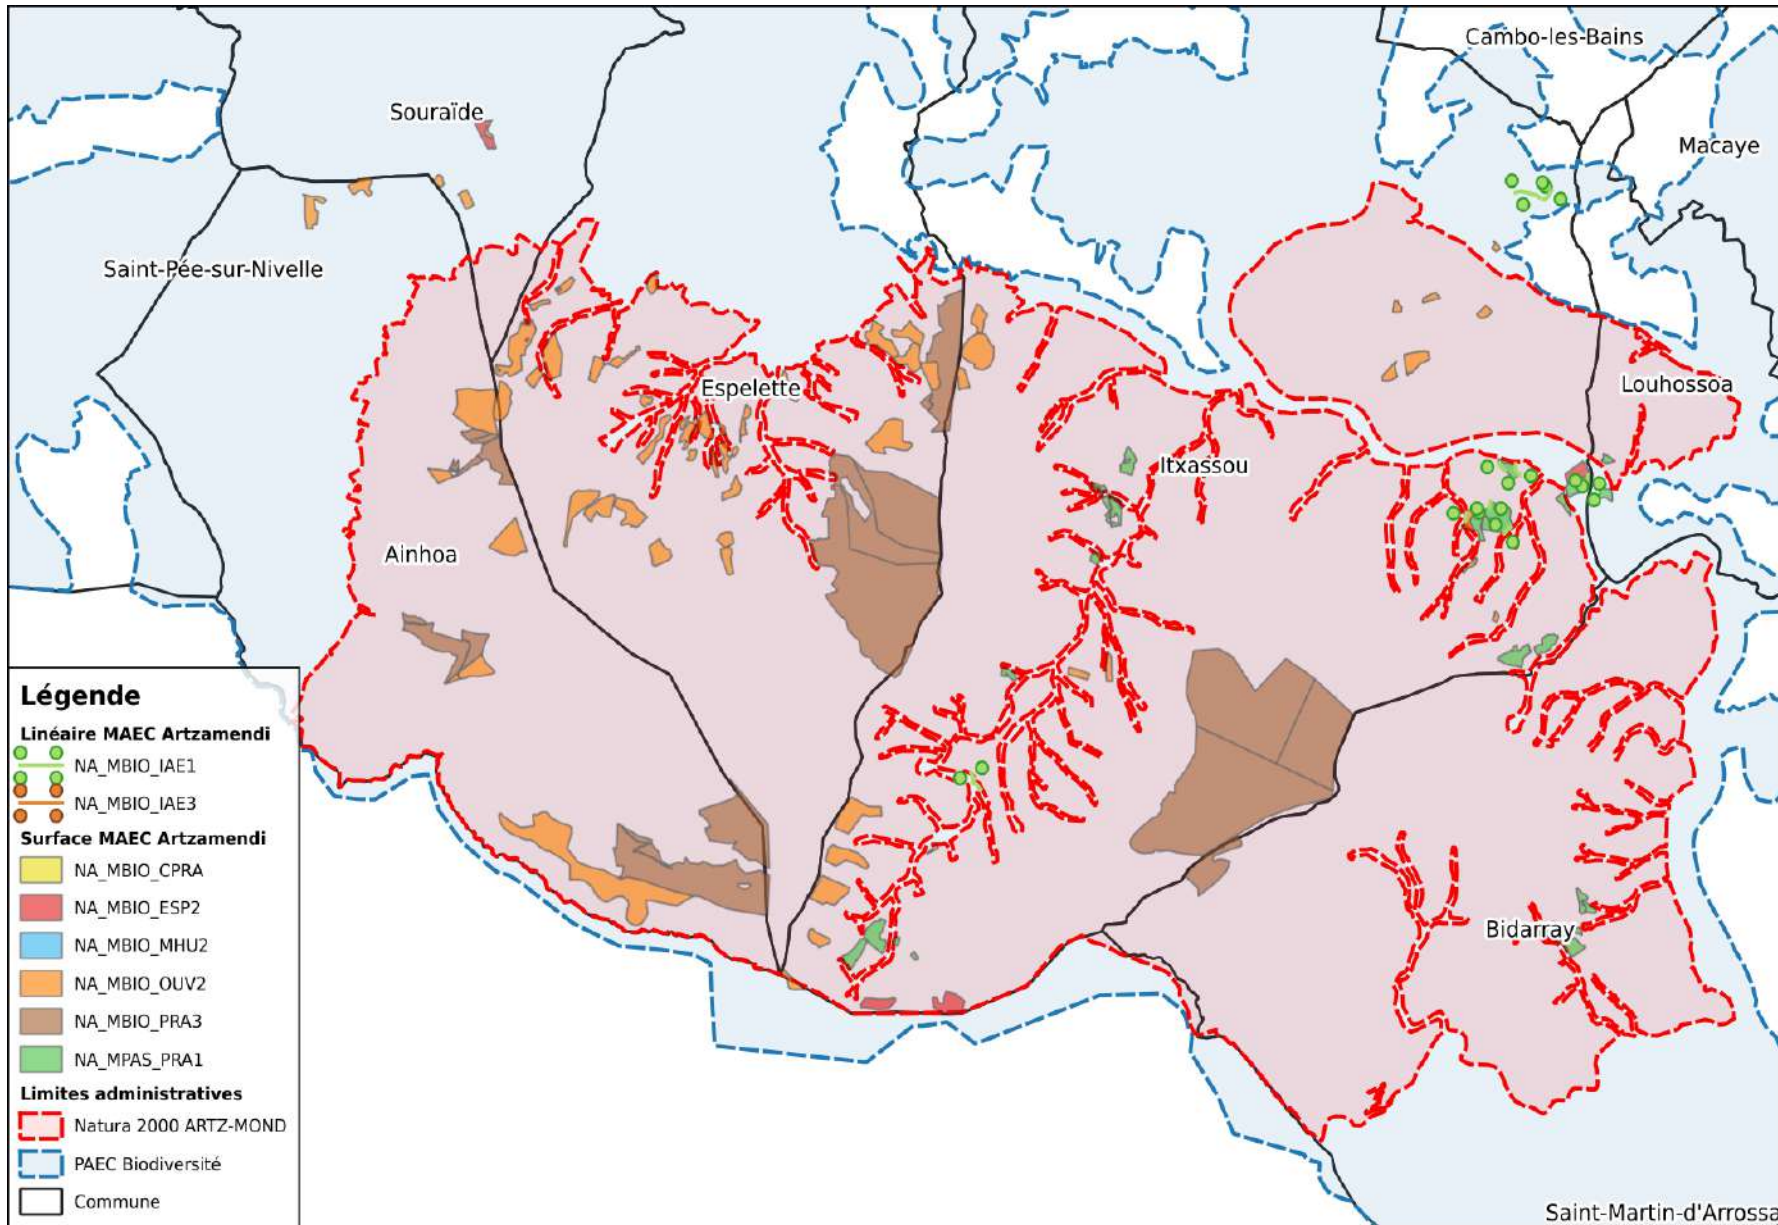 Cambo-les-Bains
Souraïde
Macaye
Saint-Pée-sur-Nivelle
Espelette
Louhossoa
Itxassou
Ainhoa
Bidarray
Saint-Martin-d'Arrossa
Légende
Linéaire MAEC Artzamendi
NA_MBIO_IAE1
NA_MBIO_IAE3
Surface MAEC Artzamendi
NA_MBIO_CPRA
NA_MBIO_ESP2
NA_MBIO_MHU2
NA_MBIO_OUV2
NA_MBIO_PRA3
NA_MPAS_PRA1
Limites administratives
Natura 2000 ARTZ-MOND
PAEC Biodiversité
Commune